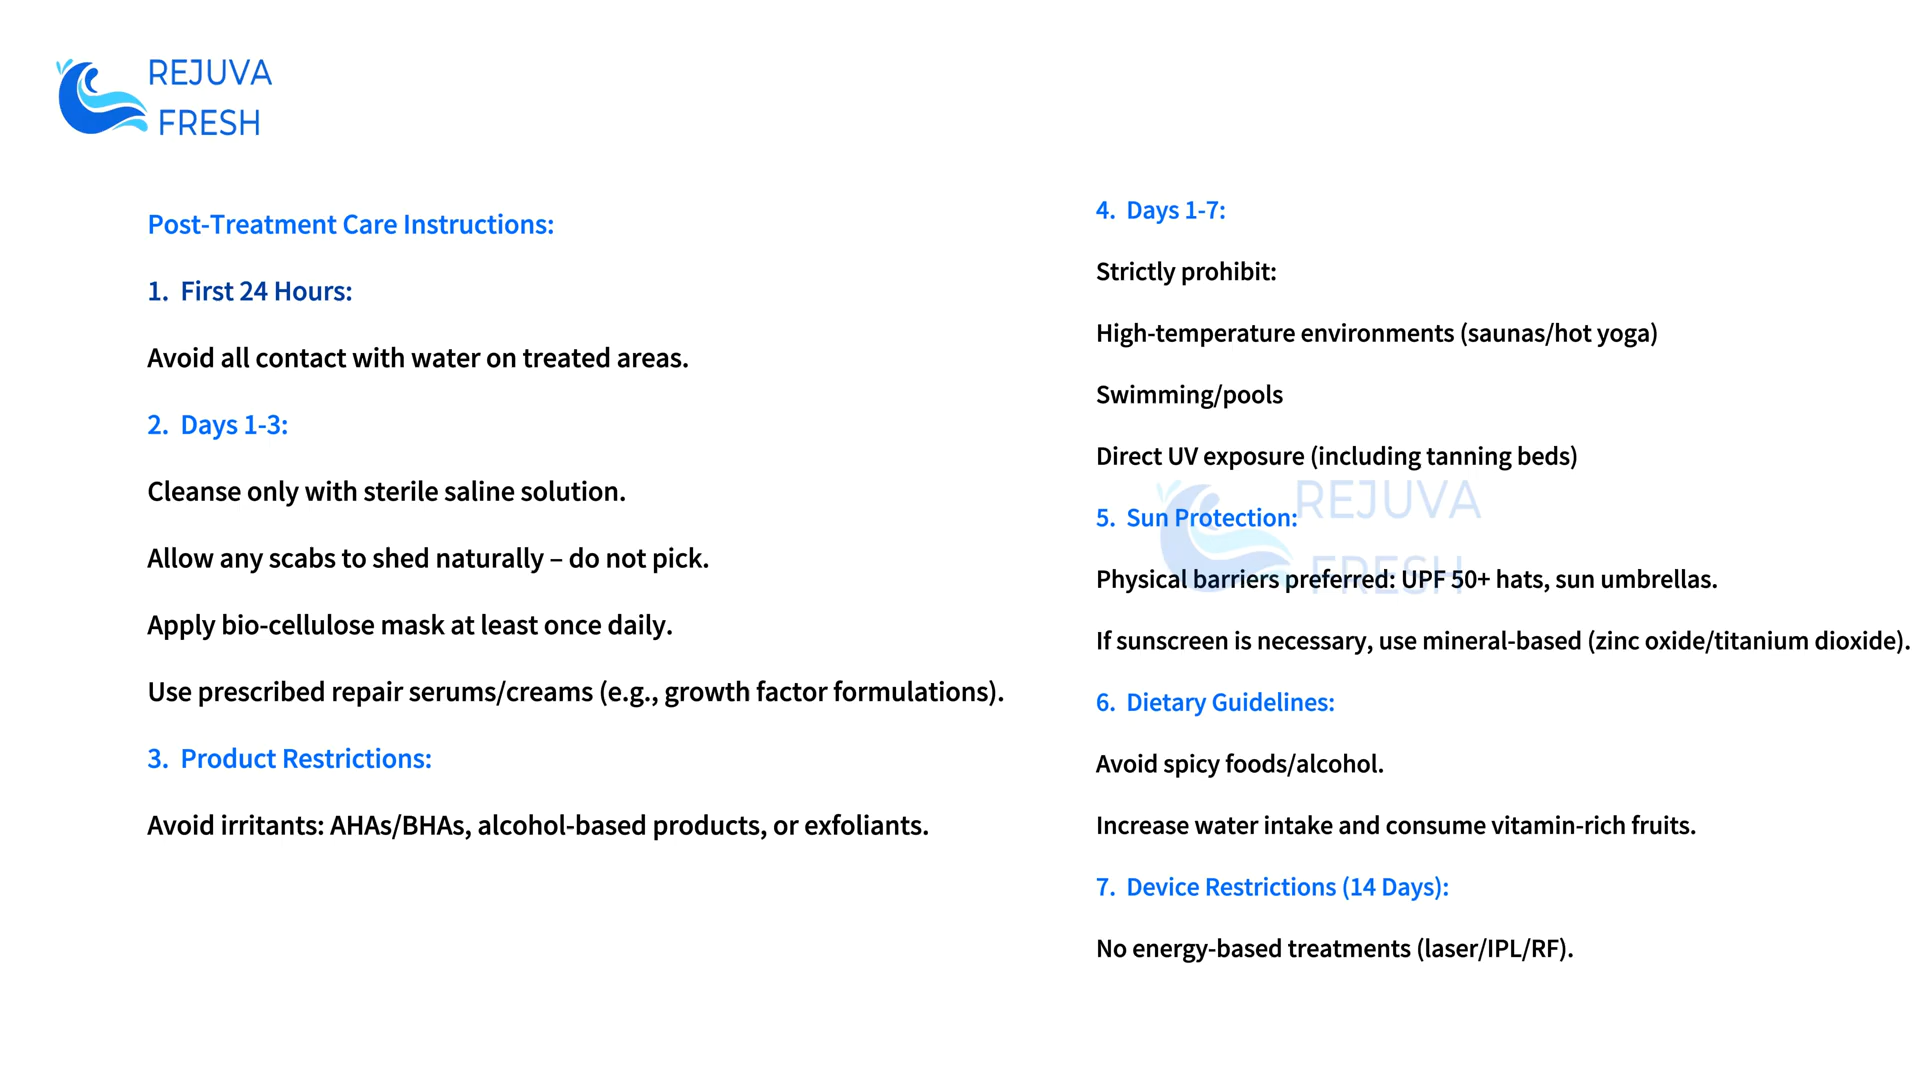 REJUVA
FRESH
Post-Treatment Care Instructions:
1. First 24 Hours:
Avoid all contact with water on treated areas.
2. Days 1-3:
Cleanse only with sterile saline solution.
Allow any scabs to shed naturally – do not pick.
Apply bio-cellulose mask at least once daily.
Use prescribed repair serums/creams (e.g., growth factor formulations).
3. Product Restrictions:
Avoid irritants: AHAs/BHAs, alcohol-based products, or exfoliants.
4. Days 1-7:
Strictly prohibit:
High-temperature environments (saunas/hot yoga)
Swimming/pools
Direct UV exposure (including tanning beds)
REJUVA
5. Sun Protection:
FRESH
Physical barriers preferred: UPF 50+ hats, sun umbrellas.
If sunscreen is necessary, use mineral-based (zinc oxide/titanium dioxide).
6. Dietary Guidelines:
Avoid spicy foods/alcohol.
Increase water intake and consume vitamin-rich fruits.
7. Device Restrictions (14 Days):
No energy-based treatments (laser/IPL/RF).